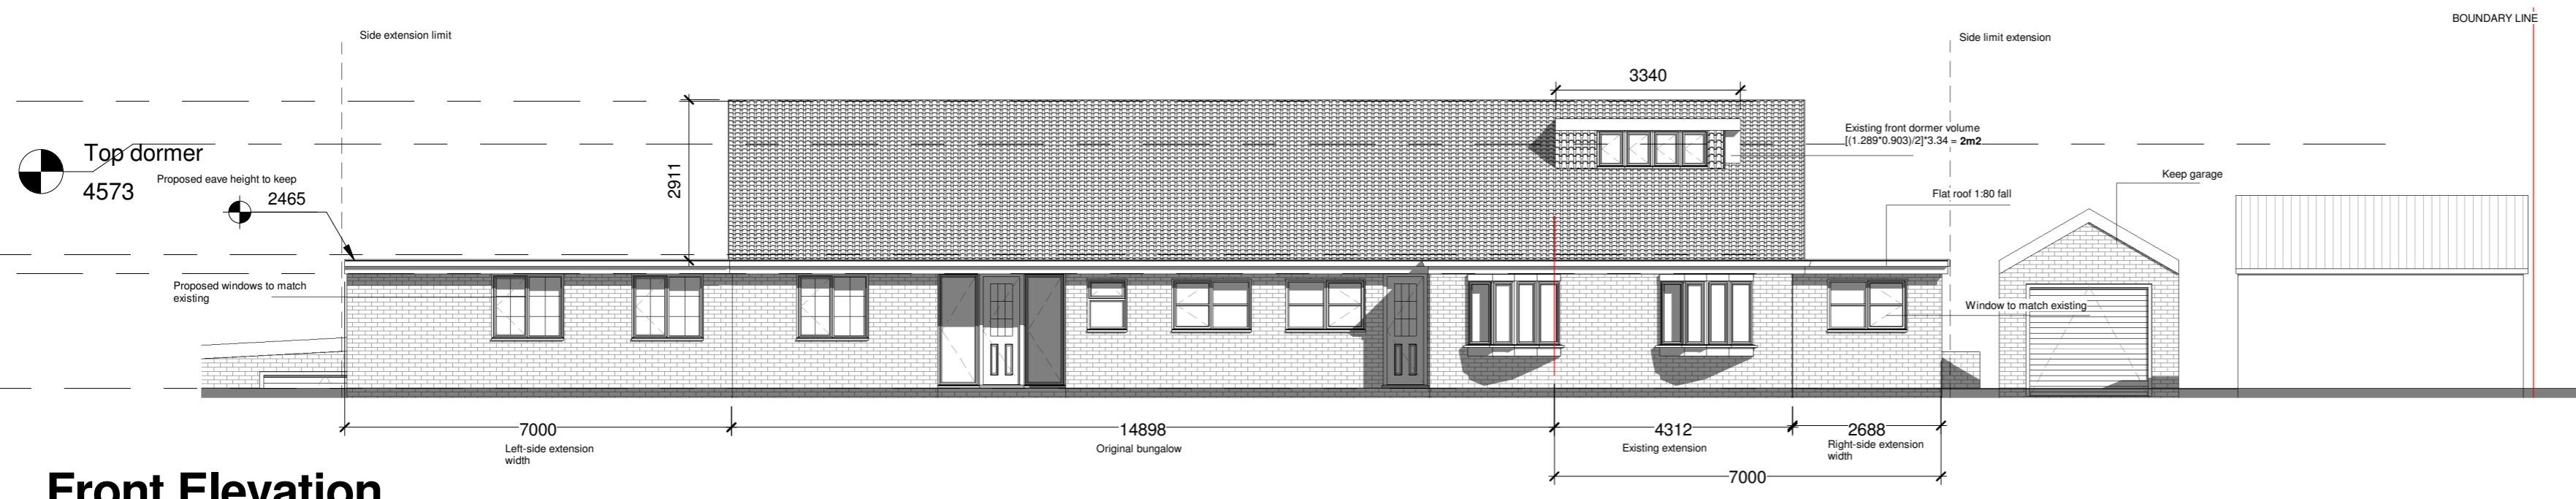 BOUNDARY LINE
Side extension limit
Side limit extension
3340
Existing front dormer volume
[(1.289*0.903)/2]*3.34 = 2m2
Top dormer
4573
Proposed eave height to keep
2465
2911
Keep garage
Flat roof 1:80 fall
Proposed windows to match
existing
Window to match existing
7000
Left-side extension
width
14898
Original bungalow
4312
Existing extension
2688
Right-side extension
width
7000
Front Elevation